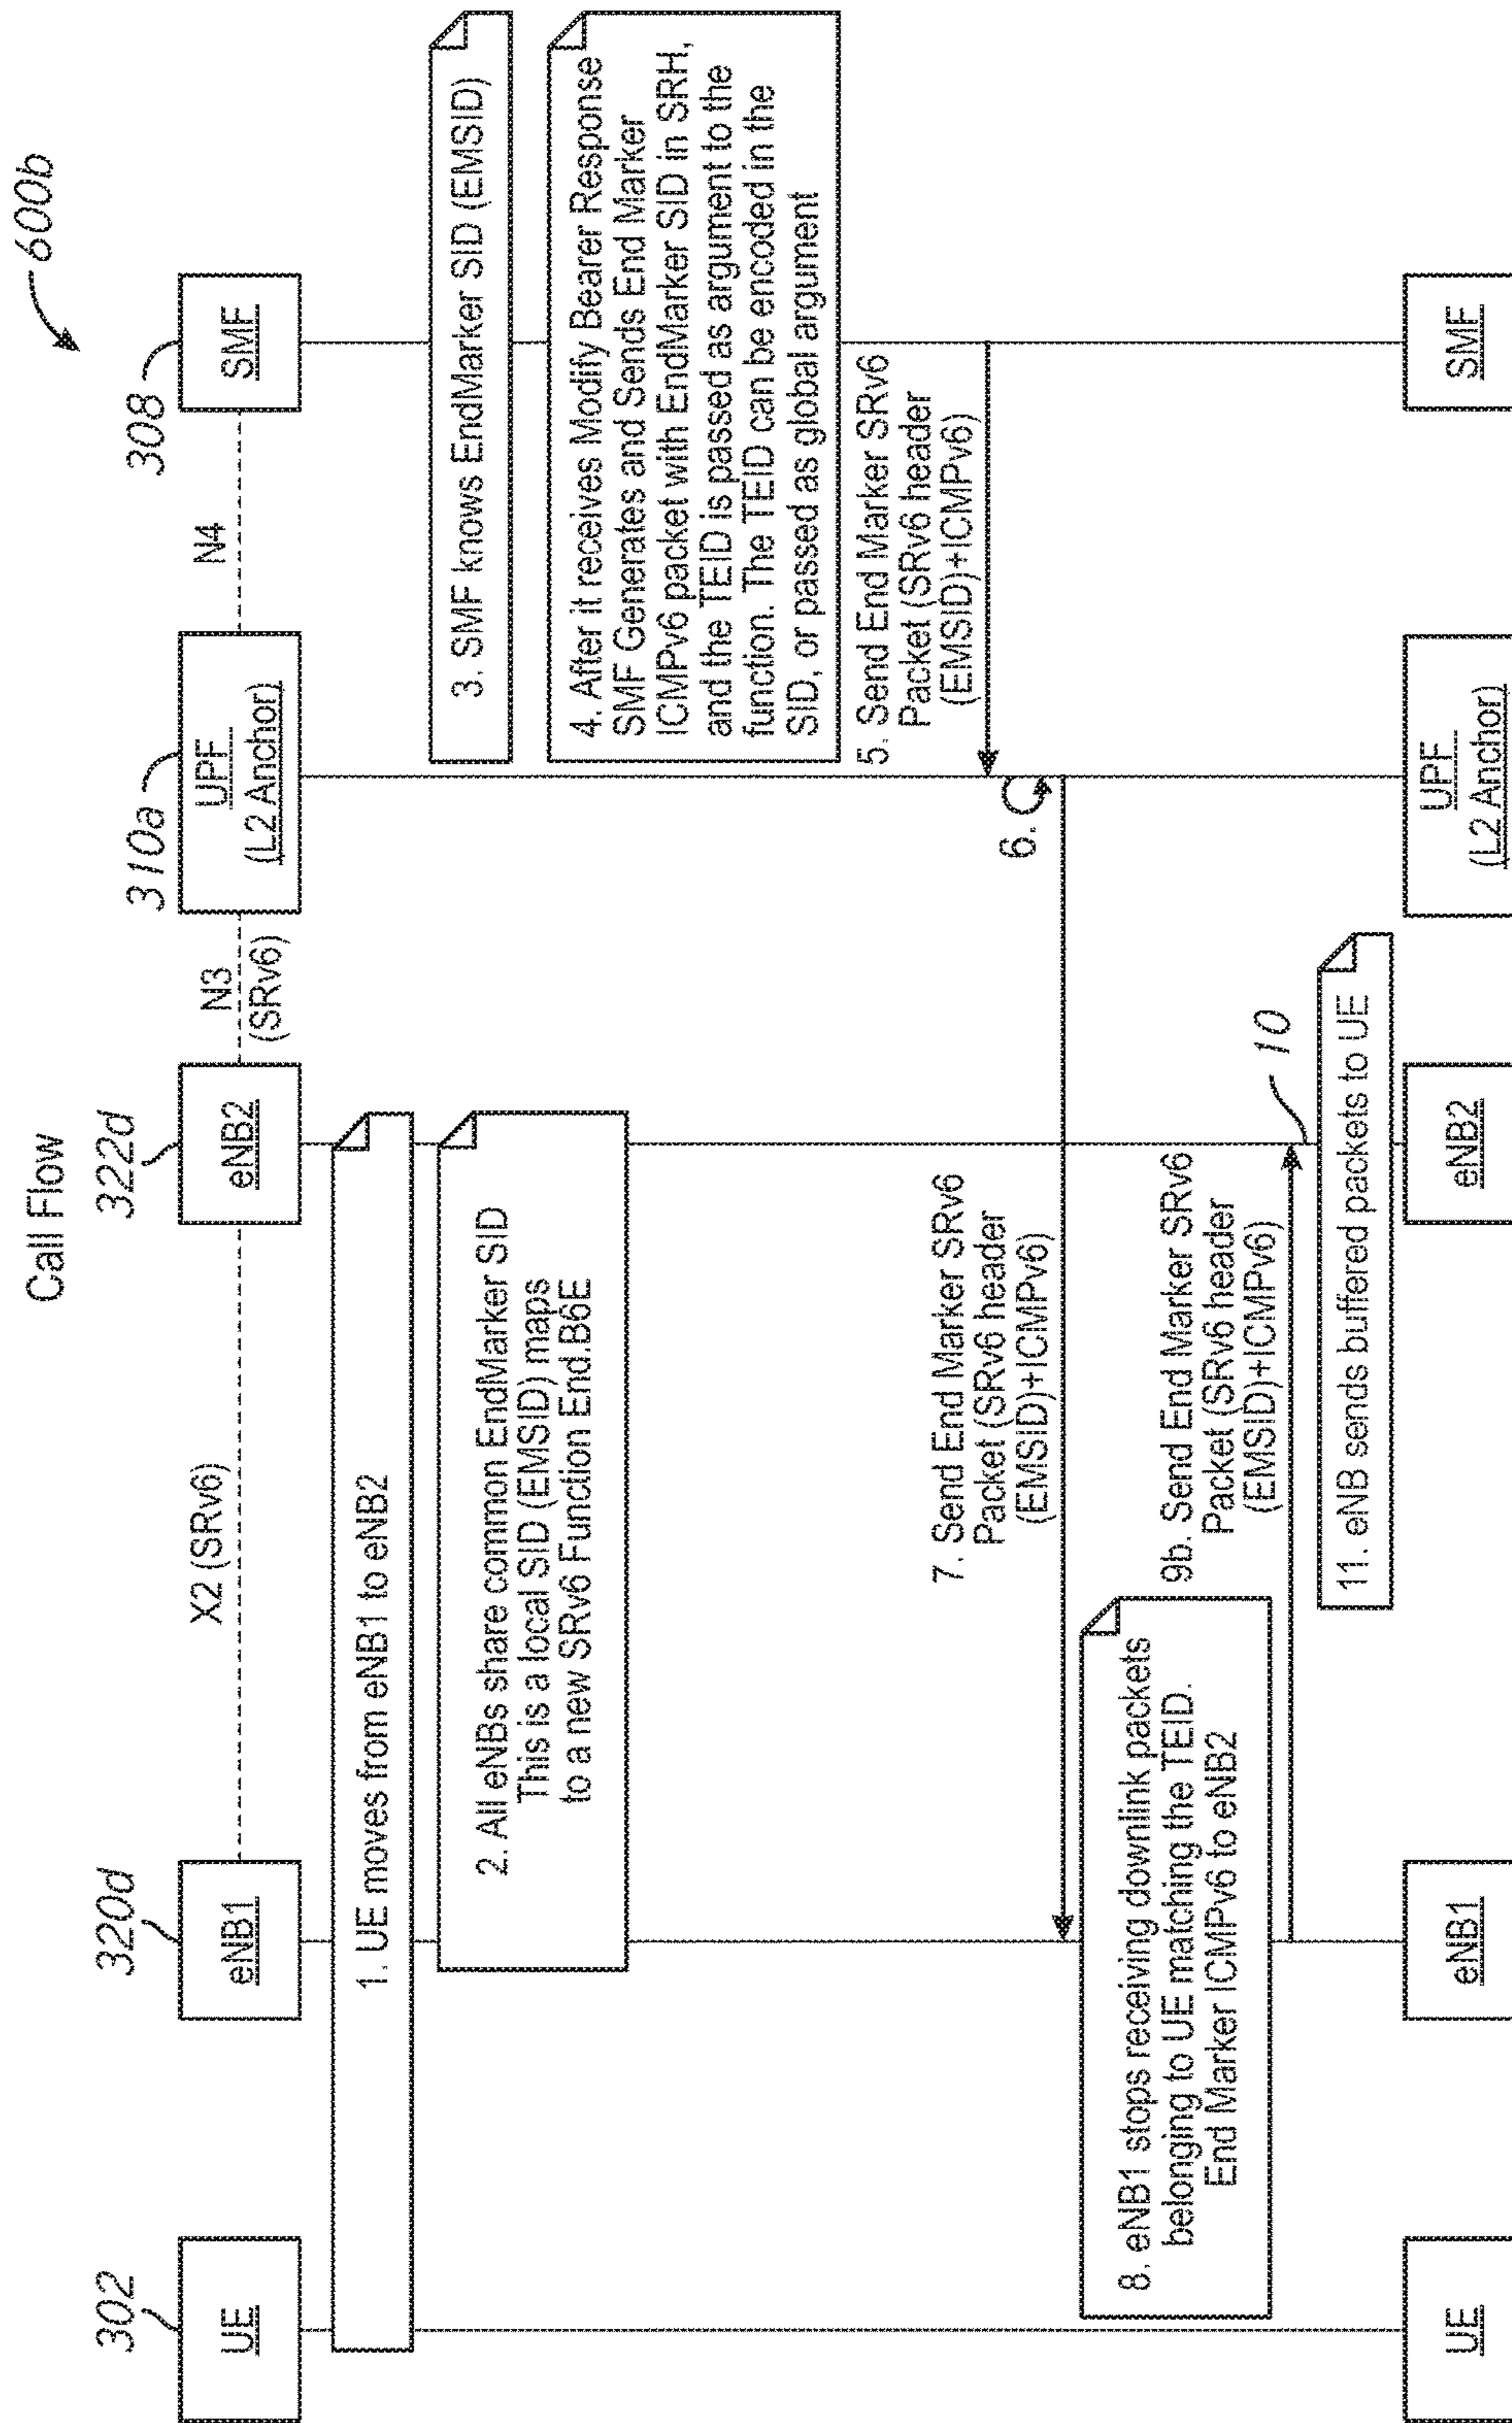 Call Flow
600b
302
320d
322d
310a
308
UE
eNB1
X2 (SRv6)
eNB2
N3
(SRv6)
UPF
(L2 Anchor)
N4
SMF
1. UE moves from eNB1 to eNB2
2. All eNBs share common EndMarker SID
This is a local SID (EMSID) maps
to a new SRv6 Function End.B6E
3. SMF knows EndMarker SID (EMSID)
4. After it receives Modify Bearer Response
SMF Generates and Sends End Marker
ICMPv6 packet with EndMarker SID in SRH,
and the TEID is passed as argument to the
function. The TEID can be encoded in the
SID, or passed as global argument
5. Send End Marker SRv6
Packet (SRv6 header
(EMSID)+ICMPv6)
6.
7. Send End Marker SRv6
Packet (SRv6 header
(EMSID)+ICMPv6)
8. eNB1 stops receiving downlink packets
belonging to UE matching the TEID.
End Marker ICMPv6 to eNB2
9b. Send End Marker SRv6
Packet (SRv6 header
(EMSID)+ICMPv6)
10
11. eNB sends buffered packets to UE
UE
eNB1
eNB2
UPF
(L2 Anchor)
SMF